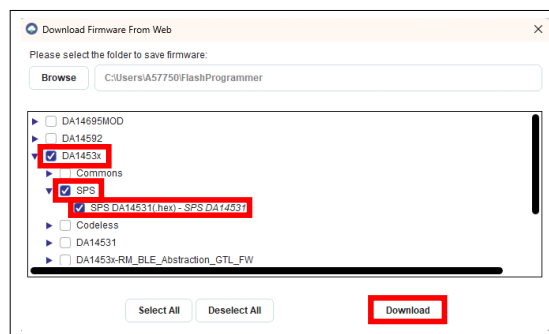 Download Firmware From Web
Please select the folder to save firmware:
Browse C:\Users\A57750\FlashProgrammer
DA14695MOD
DA14592
DA1453x
Commons
SPS
SPS DA14531(.hex) - SPS DA14531
Codeless
DA14531
DA1453x-RM_BLE_Abstraction_GTL_FW
Select All Deselect All Download